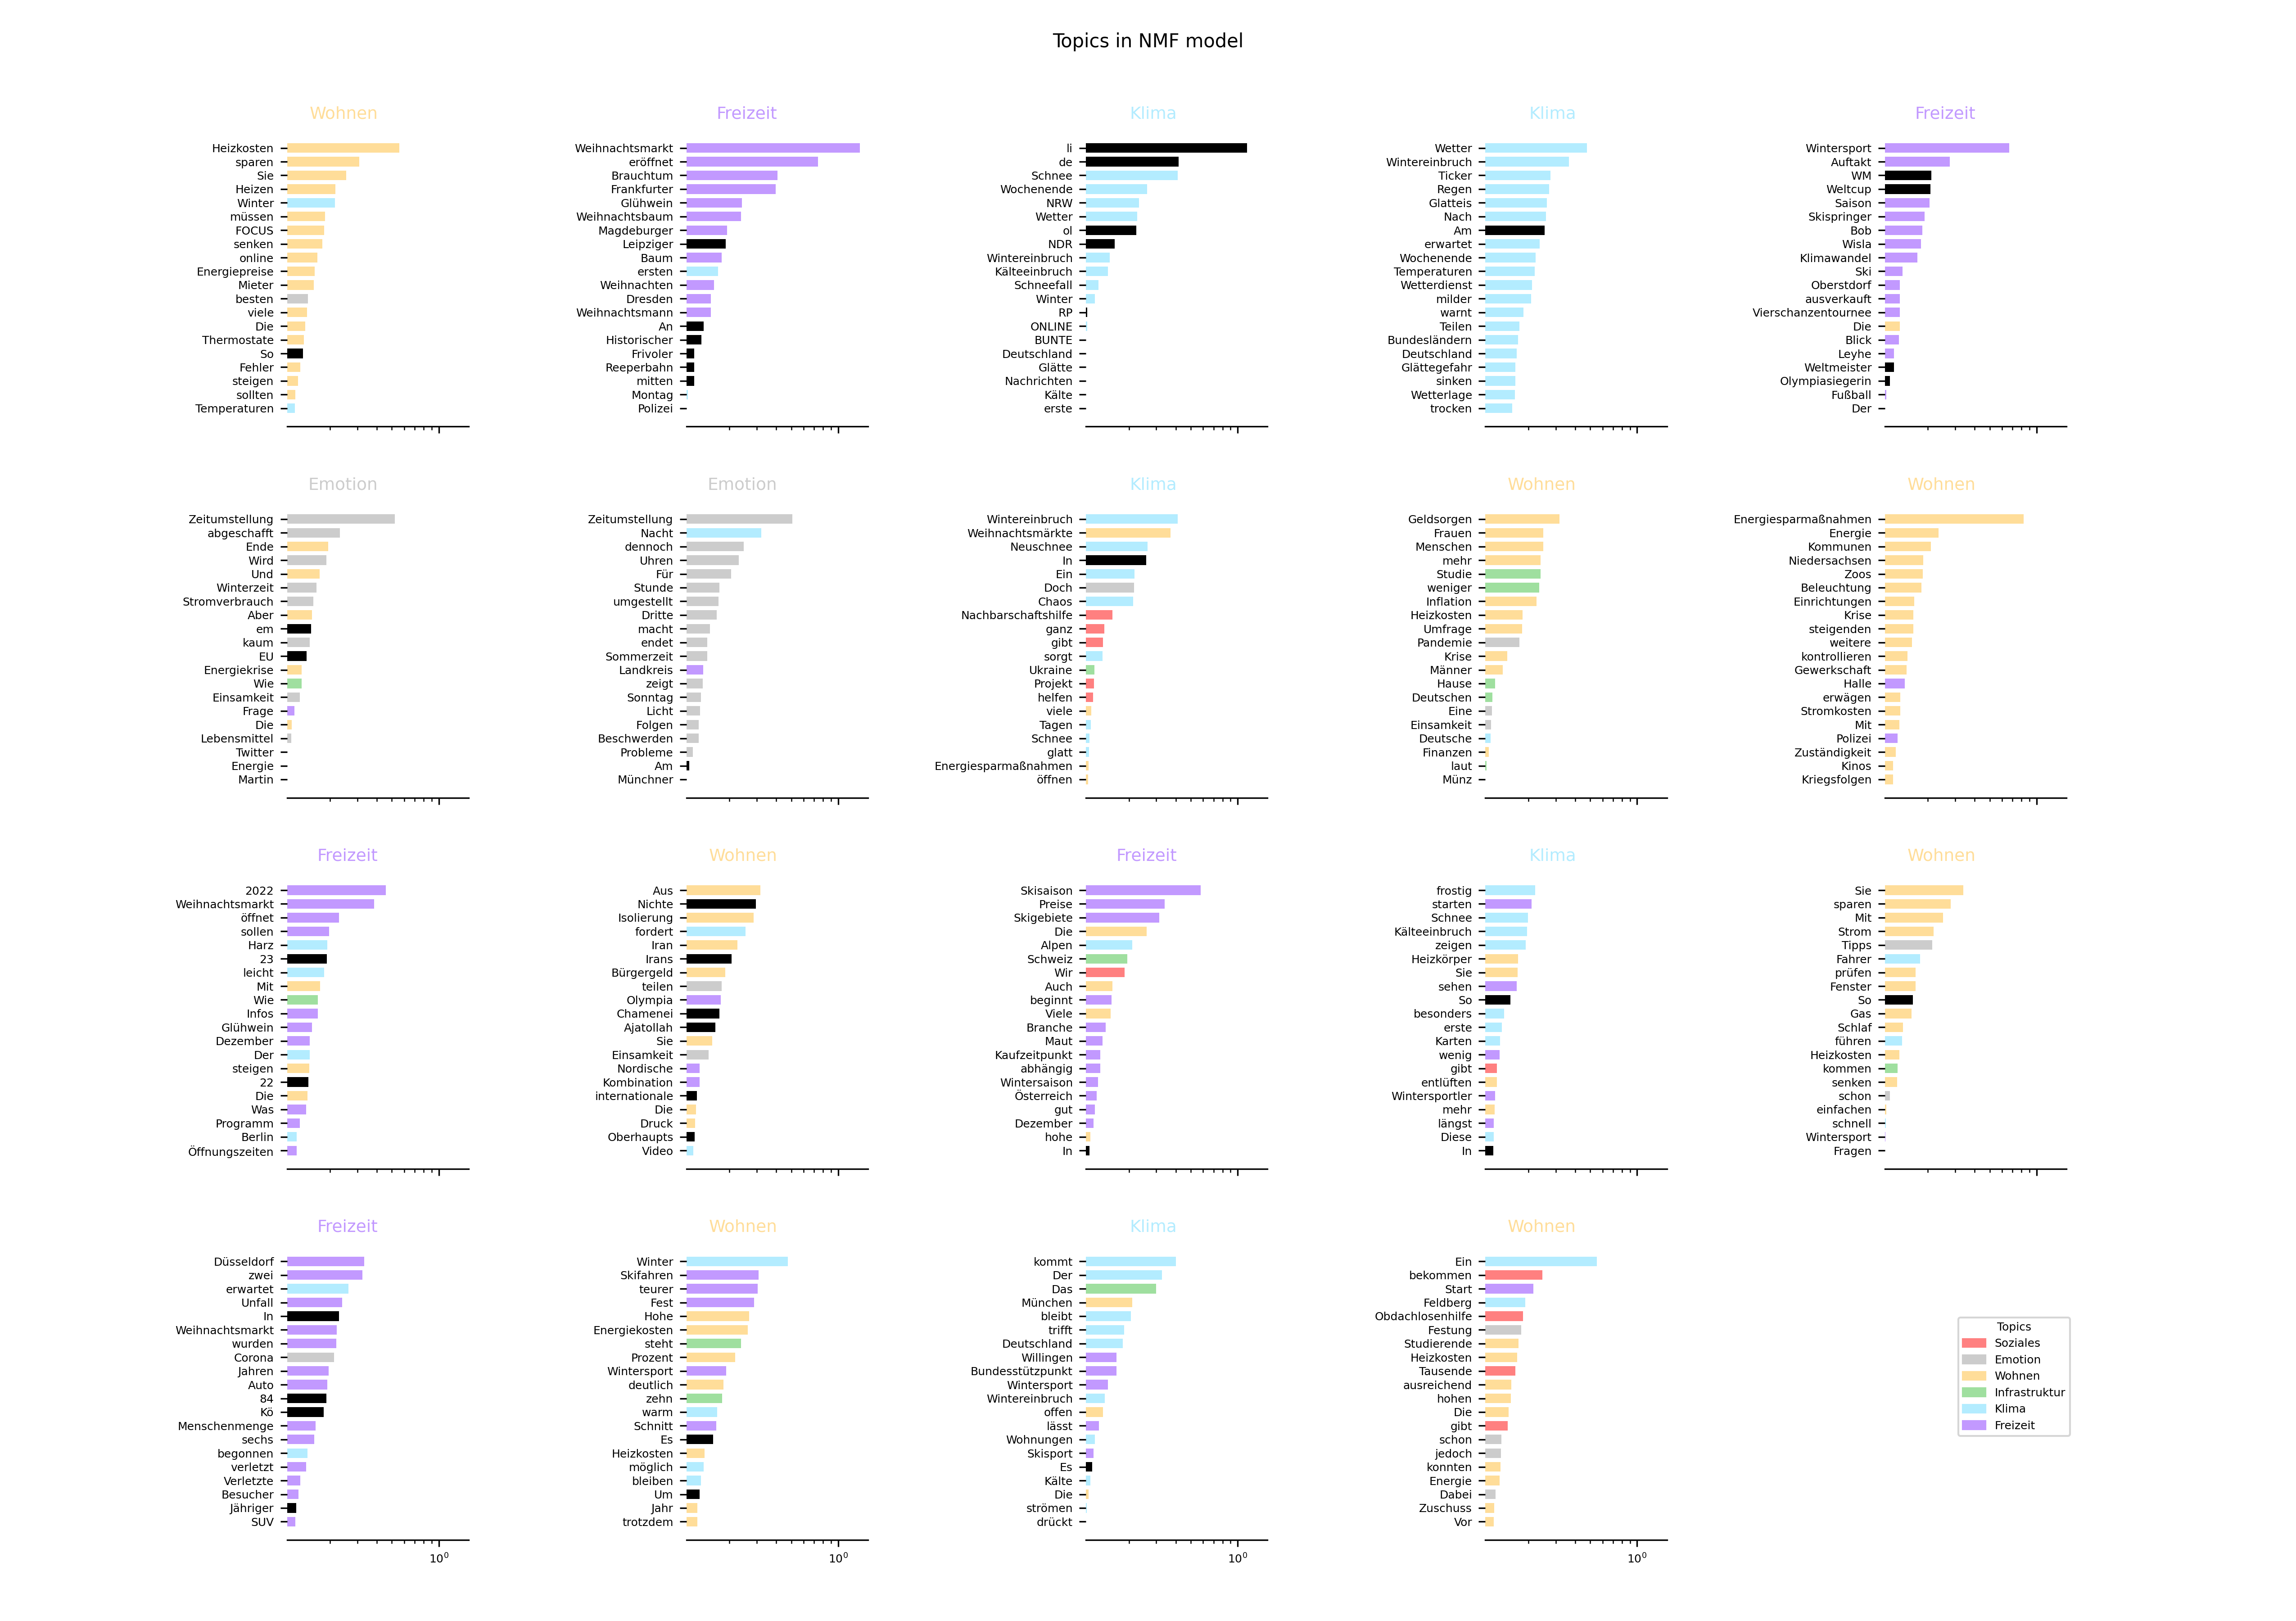 Topics in NMF model
Wohnen
Heizkosten
sparen
Sie
Heizen
Winter
müssen
FOCUS
senken
online
Energiepreise
Mieter
besten
viele
Die
Thermostate
So
Fehler
steigen
sollten
Temperaturen
Freizeit
Weihnachtsmarkt
eröffnet
Brauchtum
Frankfurter
Glühwein
Weihnachtsbaum
Magdeburger
Leipziger
Baum
ersten
Weihnachten
Dresden
Weihnachtsmann
An
Historischer
Frivoler
Reeperbahn
mitten
Montag
Polizei
Klima
li
de
Schnee
Wochenende
NRW
Wetter
ol
NDR
Wintereinbruch
Kälteeinbruch
Schneefall
Winter
RP
ONLINE
BUNTE
Deutschland
Glätte
Nachrichten
Kälte
erste
Klima
Wetter
Wintereinbruch
Ticker
Regen
Glatteis
Nach
Am
erwartet
Wochenende
Temperaturen
Wetterdienst
milder
warnt
Teilen
Bundesländern
Deutschland
Glättegefahr
sinken
Wetterlage
trocken
Freizeit
Wintersport
Auftakt
WM
Weltcup
Saison
Skispringer
Bob
Wisla
Klimawandel
Ski
Oberstdorf
ausverkauft
Vierschanzentournee
Die
Blick
Leyhe
Weltmeister
Olympiasiegerin
Fußball
Der
Emotion
Zeitumstellung
abgeschafft
Ende
Wird
Und
Winterzeit
Stromverbrauch
Aber
em
kaum
EU
Energiekrise
Wie
Einsamkeit
Frage
Die
Lebensmittel
Twitter
Energie
Martin
Emotion
Zeitumstellung
Nacht
dennoch
Uhren
Für
Stunde
umgestellt
Dritte
macht
endet
Sommerzeit
Landkreis
zeigt
Sonntag
Licht
Folgen
Beschwerden
Probleme
Am
Münchner
Klima
Wintereinbruch
Weihnachtsmärkte
Neuschnee
In
Ein
Doch
Chaos
Nachbarschaftshilfe
ganz
gibt
sorgt
Ukraine
Projekt
helfen
viele
Tagen
Schnee
glatt
Energiesparmaßnahmen
öffnen
Wohnen
Geldsorgen
Frauen
Menschen
mehr
Studie
weniger
Inflation
Heizkosten
Umfrage
Pandemie
Krise
Männer
Hause
Deutschen
Eine
Einsamkeit
Deutsche
Finanzen
laut
Münz
Wohnen
Energiesparmaßnahmen
Energie
Kommunen
Niedersachsen
Zoos
Beleuchtung
Einrichtungen
Krise
steigenden
weitere
kontrollieren
Gewerkschaft
Halle
erwägen
Stromkosten
Mit
Polizei
Zuständigkeit
Kinos
Kriegsfolgen
Freizeit
2022
Weihnachtsmarkt
öffnet
sollen
Harz
23
leicht
Mit
Wie
Infos
Glühwein
Dezember
Der
steigen
22
Die
Was
Programm
Berlin
Öffnungszeiten
Wohnen
Aus
Nichte
Isolierung
fordert
Iran
Irans
Bürgergeld
teilen
Olympia
Chamenei
Ajatollah
Sie
Einsamkeit
Nordische
Kombination
internationale
Die
Druck
Oberhaupts
Video
Freizeit
Skisaison
Preise
Skigebiete
Die
Alpen
Schweiz
Wir
Auch
beginnt
Viele
Branche
Maut
Kaufzeitpunkt
abhängig
Wintersaison
Österreich
gut
Dezember
hohe
In
Klima
frostig
starten
Schnee
Kälteeinbruch
zeigen
Heizkörper
Sie
sehen
So
besonders
erste
Karten
wenig
gibt
entlüften
Wintersportler
mehr
längst
Diese
In
Wohnen
Sie
sparen
Mit
Strom
Tipps
Fahrer
prüfen
Fenster
So
Gas
Schlaf
führen
Heizkosten
kommen
senken
schon
einfachen
schnell
Wintersport
Fragen
Freizeit
Düsseldorf
zwei
erwartet
Unfall
In
Weihnachtsmarkt
wurden
Corona
Jahren
Auto
84
Kö
Menschenmenge
sechs
begonnen
verletzt
Verletzte
Besucher
Jähriger
SUV
10⁰
Wohnen
Winter
Skifahren
teurer
Fest
Hohe
Energiekosten
steht
Prozent
Wintersport
deutlich
zehn
warm
Schnitt
Es
Heizkosten
möglich
bleiben
Um
Jahr
trotzdem
10⁰
Klima
kommt
Der
Das
München
bleibt
trifft
Deutschland
Willingen
Bundesstützpunkt
Wintersport
Wintereinbruch
offen
lässt
Wohnungen
Skisport
Es
Kälte
Die
strömen
drückt
10⁰
Wohnen
Ein
bekommen
Start
Feldberg
Obdachlosenhilfe
Festung
Studierende
Heizkosten
Tausende
ausreichend
hohen
Die
gibt
schon
jedoch
konnten
Energie
Dabei
Zuschuss
Vor
10⁰
Topics
Soziales
Emotion
Wohnen
Infrastruktur
Klima
Freizeit